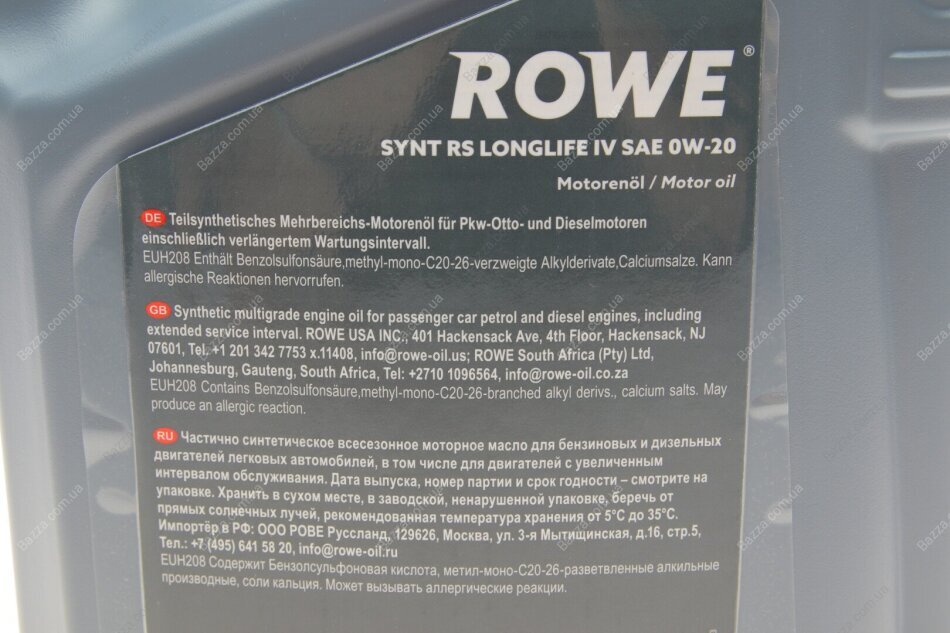 ROWE®
SYNT RS LONGLIFE IV SAE 0W-20
Motorenöl / Motor oil
DE Teilsynthetisches Mehrbereichs-Motorenöl für Pkw-Otto- und Dieselmotoren
einschließlich verlängertem Wartungsintervall.
EUH208 Enthält Benzolsulfonsäure,methyl-mono-C20-26-verzweigte Alkylderivate,Calciumsalze. Kann
allergische Reaktionen hervorrufen.
GB Synthetic multigrade engine oil for passenger car petrol and diesel engines, including
extended service interval. ROWE USA INC., 401 Hackensack Ave, 4th Floor, Hackensack, NJ
07601, Tel. +1 201 342 7753 x.11408, info@rowe-oil.us; ROWE South Africa (Pty) Ltd,
Johannesburg, Gauteng, South Africa, Tel: +2710 1096564, info@rowe-oil.co.za
EUH208 Contains Benzolsulfonsäure,methyl-mono-C20-26-branched alkyl derivs., calcium salts. May
produce an allergic reaction.
RU Частично синтетическое всесезонное моторное масло для бензиновых и дизельных
двигателей легковых автомобилей, в том числе для двигателей с увеличенным
интервалом обслуживания. Дата выпуска, номер партии и срок годности – смотрите на
упаковке. Хранить в сухом месте, в заводской, ненарушенной упаковке, беречь от
прямых солнечных лучей, рекомендованная температура хранения от 5°C до 35°C.
Импортёр в РФ: ООО РОВЕ Руссланд, 129626, Москва, ул. 3-я Мытищинская, д.16, стр.5,
Тел.: +7 (495) 641 58 20, info@rowe-oil.ru
EUH208 Содержит Бензолсульфоновая кислота, метил-моно-C20-26-разветвленные алкильные
производные, соли кальция. Может вызывать аллергические реакции.